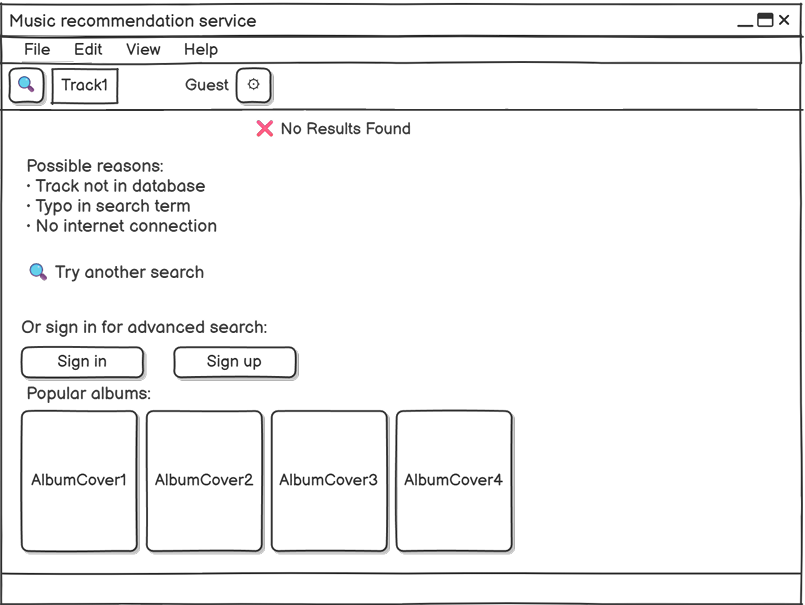 Music recommendation service
File Edit View Help
Track1 Guest
No Results Found
Possible reasons:
• Track not in database
• Typo in search term
• No internet connection
Try another search
Or sign in for advanced search:
Sign in Sign up
Popular albums:
AlbumCover1 AlbumCover2 AlbumCover3 AlbumCover4